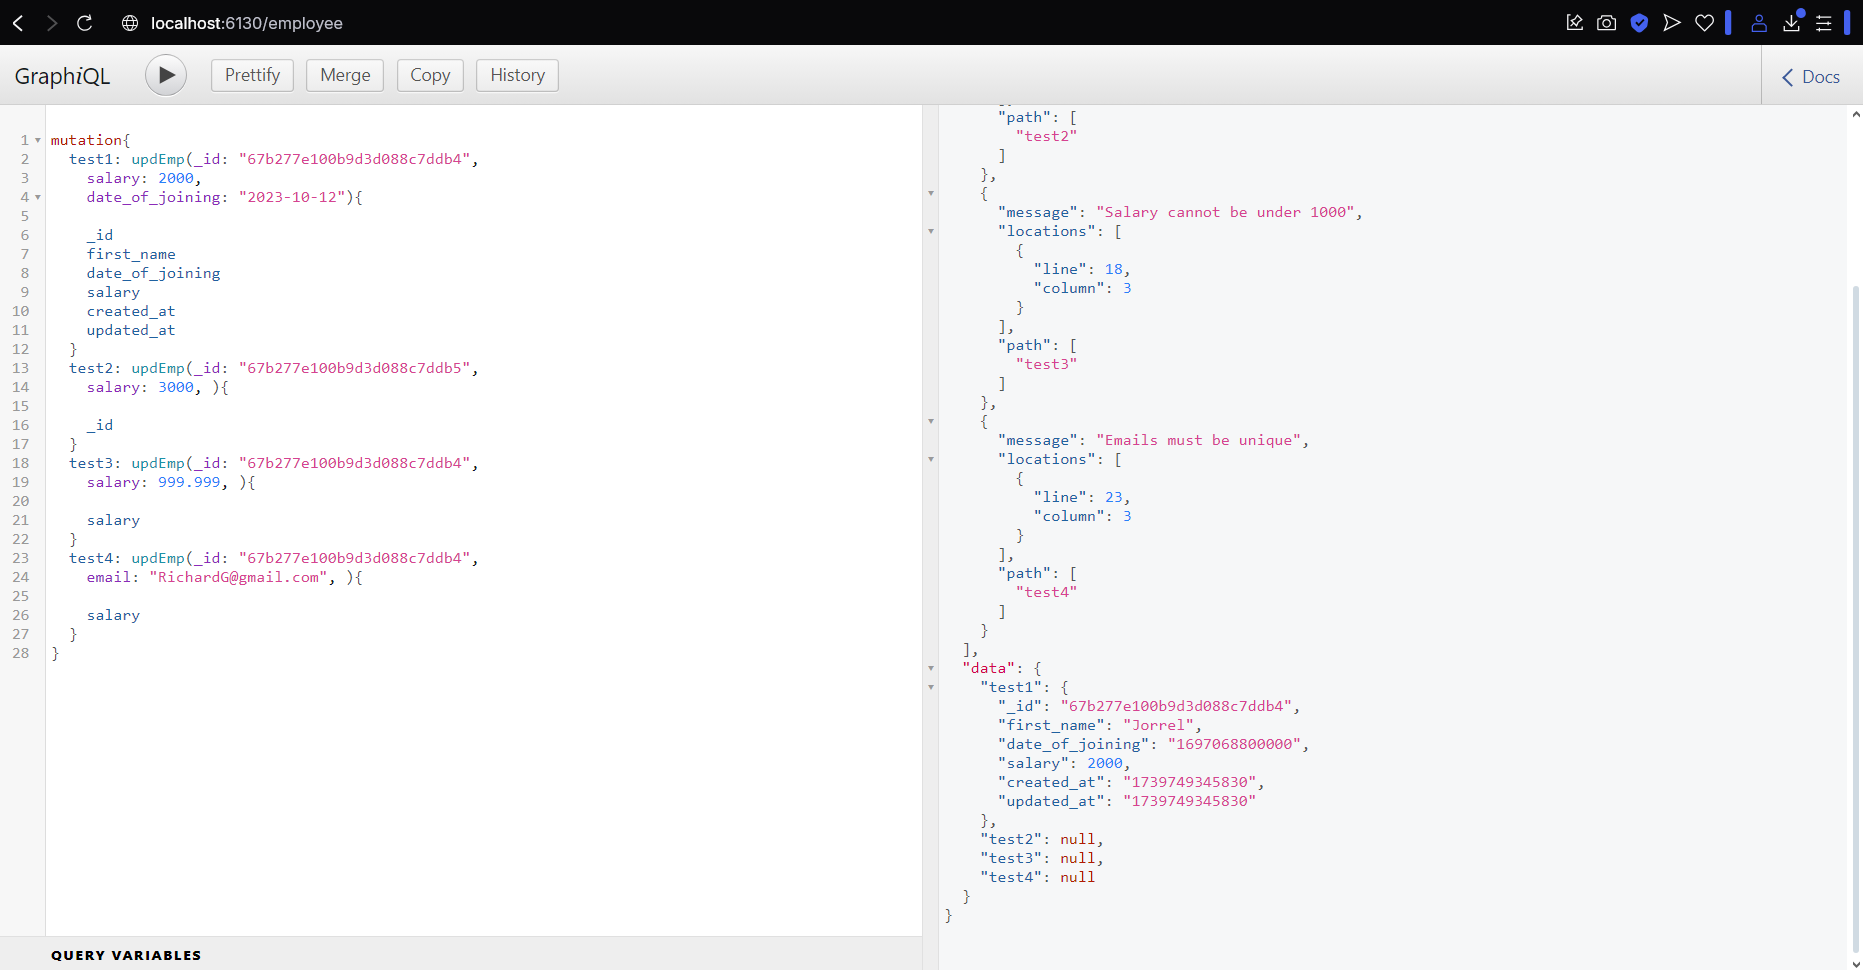 localhost:6130/employee
GraphiQL
Prettify
Merge
Copy
History
Docs
1 mutation{
2 test1: updEmp(_id: "67b277e100b9d3d088c7ddb4",
3 salary: 2000,
4 date_of_joining: "2023-10-12"){
5
6 _id
7 first_name
8 date_of_joining
9 salary
10 created_at
11 updated_at
12 }
13 test2: updEmp(_id: "67b277e100b9d3d088c7ddb5",
14 salary: 3000, ){
15
16 _id
17 }
18 test3: updEmp(_id: "67b277e100b9d3d088c7ddb4",
19 salary: 999.999, ){
20
21 salary
22 }
23 test4: updEmp(_id: "67b277e100b9d3d088c7ddb4",
24 email: "RichardG@gmail.com", ){
25
26 salary
27 }
28 }
QUERY VARIABLES
"path": [
"test2"
]
},
{
"message": "Salary cannot be under 1000",
"locations": [
{
"line": 18,
"column": 3
}
],
"path": [
"test3"
]
},
{
"message": "Emails must be unique",
"locations": [
{
"line": 23,
"column": 3
}
],
"path": [
"test4"
]
}
],
"data": {
"test1": {
"_id": "67b277e100b9d3d088c7ddb4",
"first_name": "Jorrel",
"date_of_joining": "1697068800000",
"salary": 2000,
"created_at": "1739749345830",
"updated_at": "1739749345830"
},
"test2": null,
"test3": null,
"test4": null
}
}